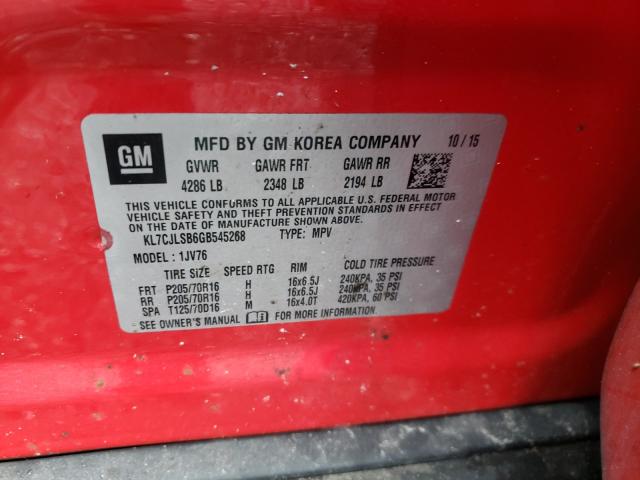 GM MFD BY GM KOREA COMPANY 10 / 15
GVWR GAWR FRT GAWR RR
4286 LB 2348 LB 2194 LB
THIS VEHICLE CONFORMS TO ALL APPLICABLE U.S. FEDERAL MOTOR
VEHICLE SAFETY AND THEFT PREVENTION STANDARDS IN EFFECT ON
THE DATE OF MANUFACTURE SHOWN ABOVE.
KL7CJLSB6GB545268 TYPE: MPV
MODEL : 1JV76
TIRE SIZE SPEED RTG RIM COLD TIRE PRESSURE
FRT P205/70R16 H 16x6.5J 240KPA, 35 PSI
RR P205/70R16 H 16x6.5J 240KPA, 35 PSI
SPA T125/70D16 M 16x4.0T 420KPA, 60 PSI
SEE OWNER'S MANUAL FOR ADDITIONAL INFORMATION.